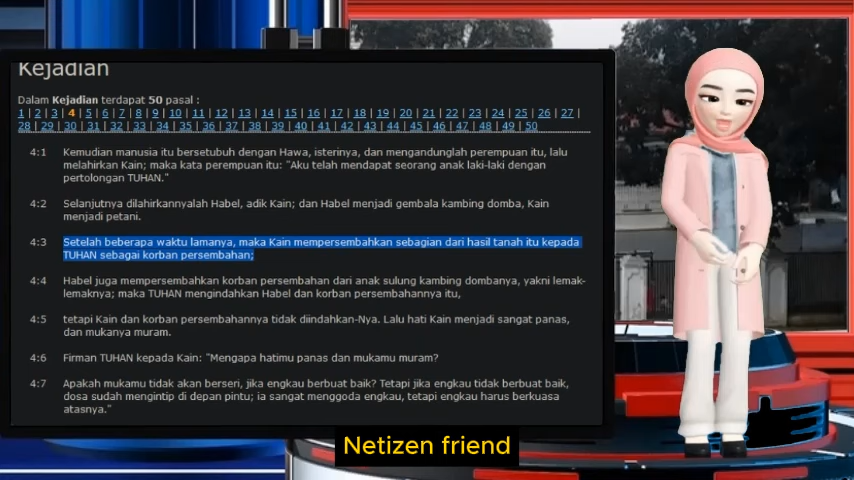 Kejadian
Dalam Kejadian terdapat 50 pasal :
1 | 2 | 3 | 4 | 5 | 6 | 7 | 8 | 9 | 10 | 11 | 12 | 13 | 14 | 15 | 16 | 17 | 18 | 19 | 20 | 21 | 22 | 23 | 24 | 25 | 26 | 27 |
28 | 29 | 30 | 31 | 32 | 33 | 34 | 35 | 36 | 37 | 38 | 39 | 40 | 41 | 42 | 43 | 44 | 45 | 46 | 47 | 48 | 49 | 50
4:1 Kemudian manusia itu bersetubuh dengan Hawa, isterinya, dan mengandunglah perempuan itu, lalu
melahirkan Kain; maka kata perempuan itu: "Aku telah mendapat seorang anak laki-laki dengan
pertolongan TUHAN."
4:2 Selanjutnya dilahirkannyalah Habel, adik Kain; dan Habel menjadi gembala kambing domba, Kain
menjadi petani.
4:3 Setelah beberapa waktu lamanya, maka Kain mempersembahkan sebagian dari hasil tanah itu kepada
TUHAN sebagai korban persembahan;
4:4 Habel juga mempersembahkan korban persembahan dari anak sulung kambing dombanya, yakni lemak-
lemaknya; maka TUHAN mengindahkan Habel dan korban persembahannya itu,
4:5 tetapi Kain dan korban persembahannya tidak diindahkan-Nya. Lalu hati Kain menjadi sangat panas,
dan mukanya muram.
4:6 Firman TUHAN kepada Kain: "Mengapa hatimu panas dan mukamu muram?
4:7 Apakah mukamu tidak akan berseri, jika engkau berbuat baik? Tetapi jika engkau tidak berbuat baik,
dosa sudah mengintip di depan pintu; ia sangat menggoda engkau, tetapi engkau harus berkuasa
atasnya."
Netizen friend